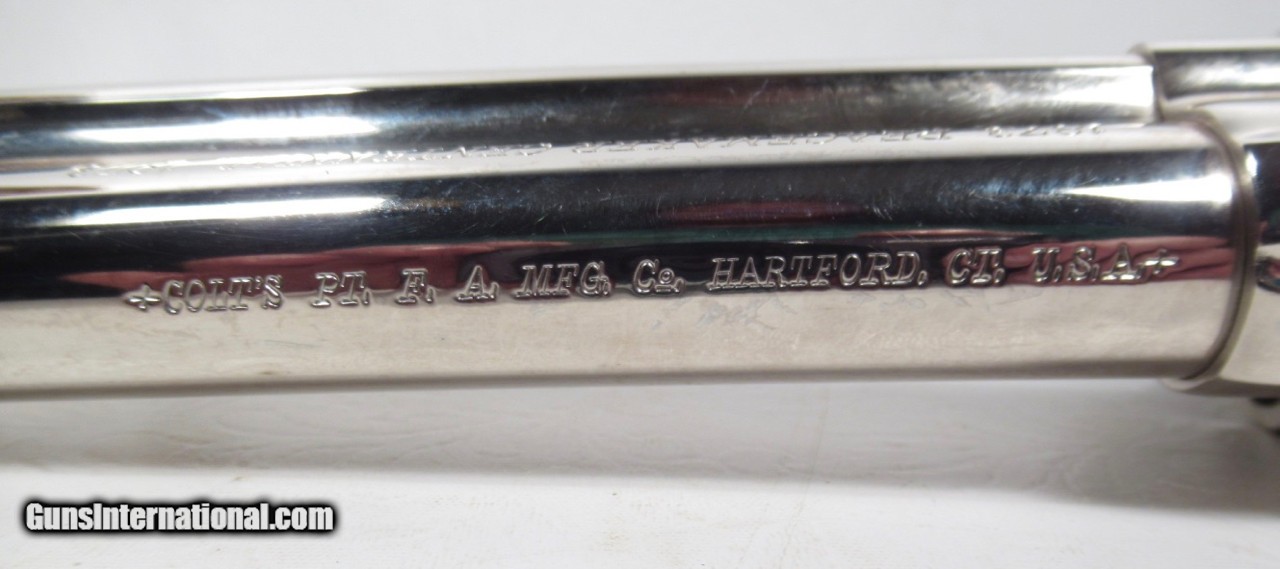 +COLT'S PT. F. A. MFG. Co. HARTFORD, CT. U.S.A.+
GunsInternational.com